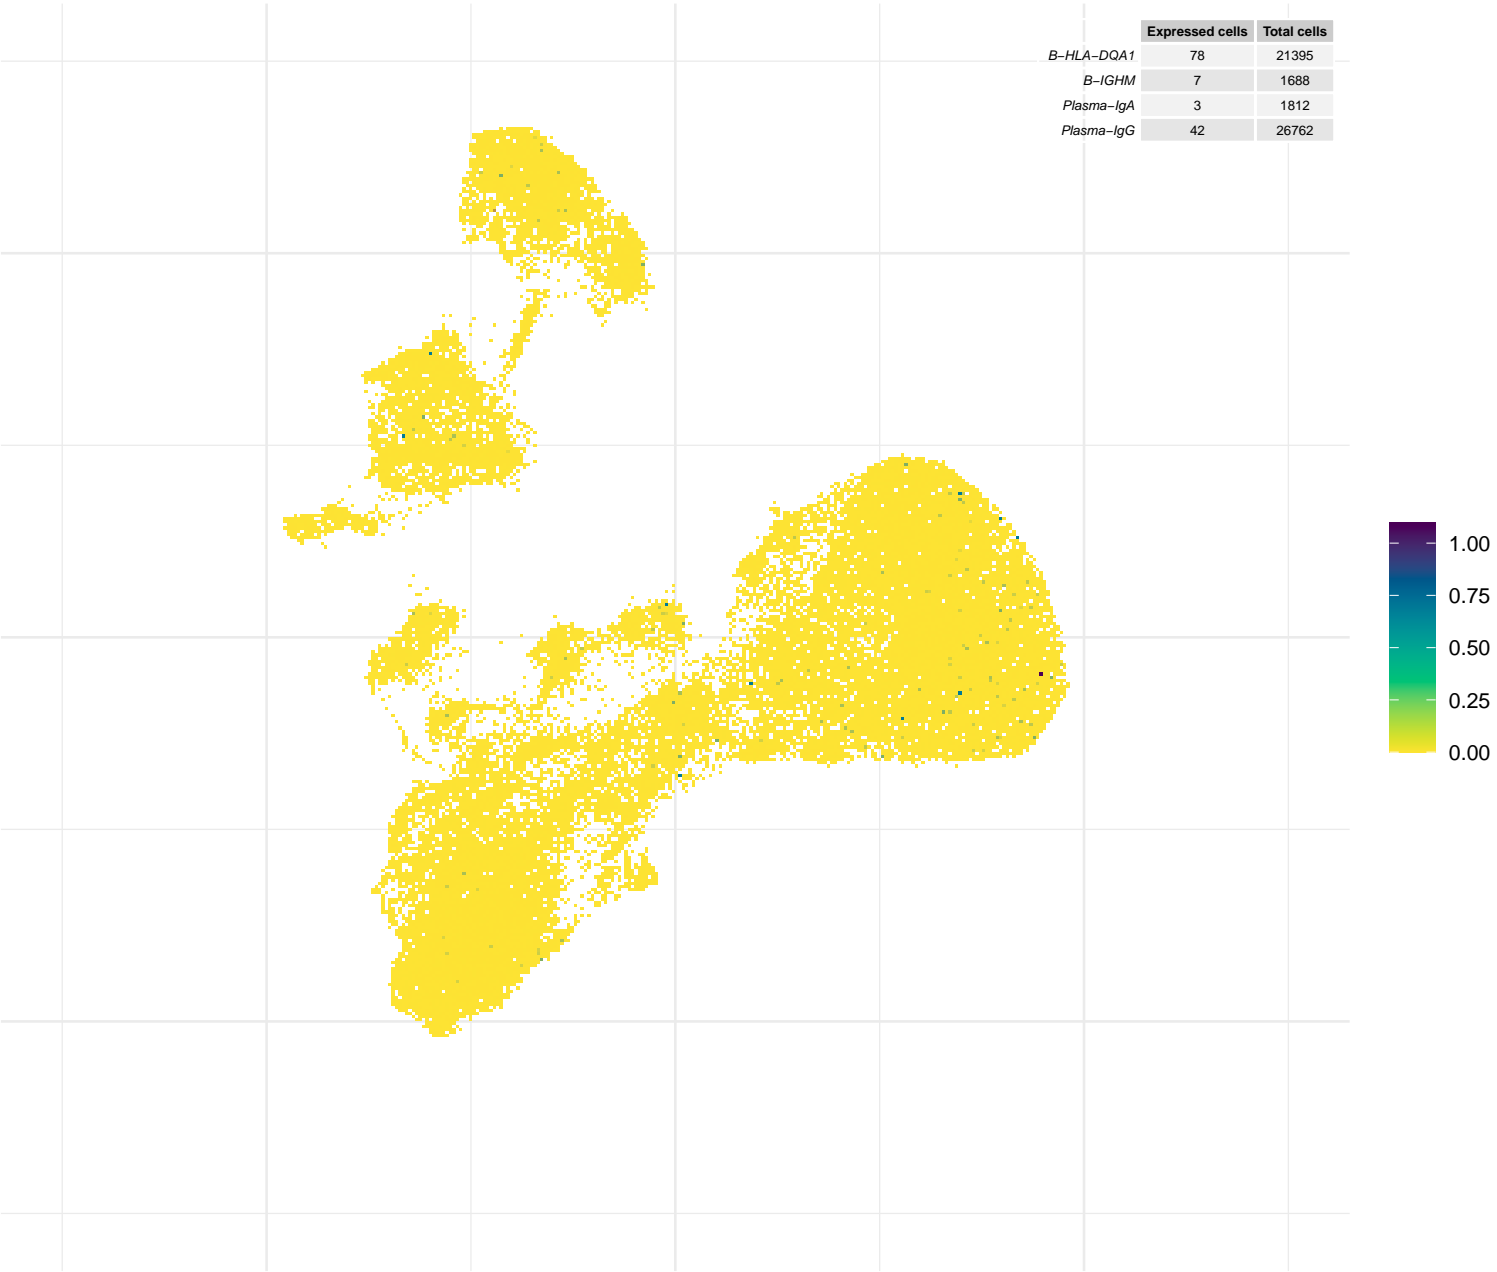 Expressed cells Total cells
B−HLA−DQA1 78 21395
B−IGHM 7 1688
Plasma−IgA 3 1812
Plasma−IgG 42 26762
1.00
0.75
0.50
0.25
0.00